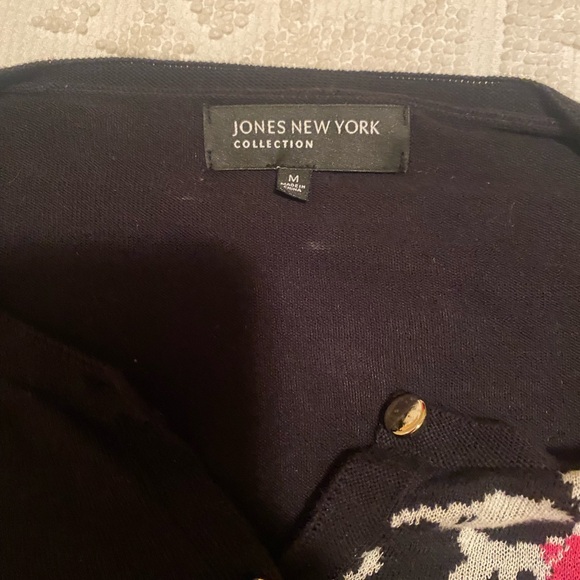 JONES NEW YORK
COLLECTION
M
MADE IN
CHINA